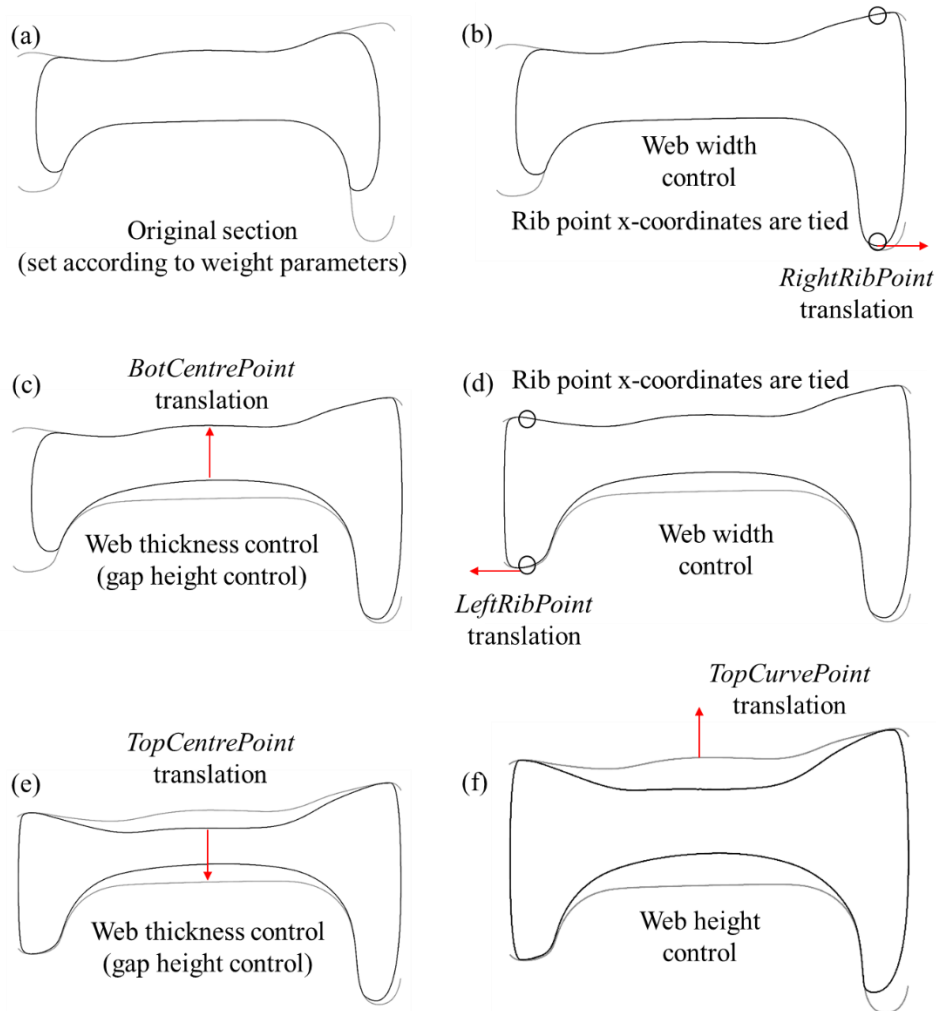 (a)
Original section
(set according to weight parameters)
(b)
Web width
control
Rib point x-coordinates are tied
RightRibPoint
translation
(c)
BotCentrePoint
translation
Web thickness control
(gap height control)
(d)
Rib point x-coordinates are tied
Web width
control
LeftRibPoint
translation
(e)
TopCentrePoint
translation
Web thickness control
(gap height control)
(f)
TopCurvePoint
translation
Web height
control